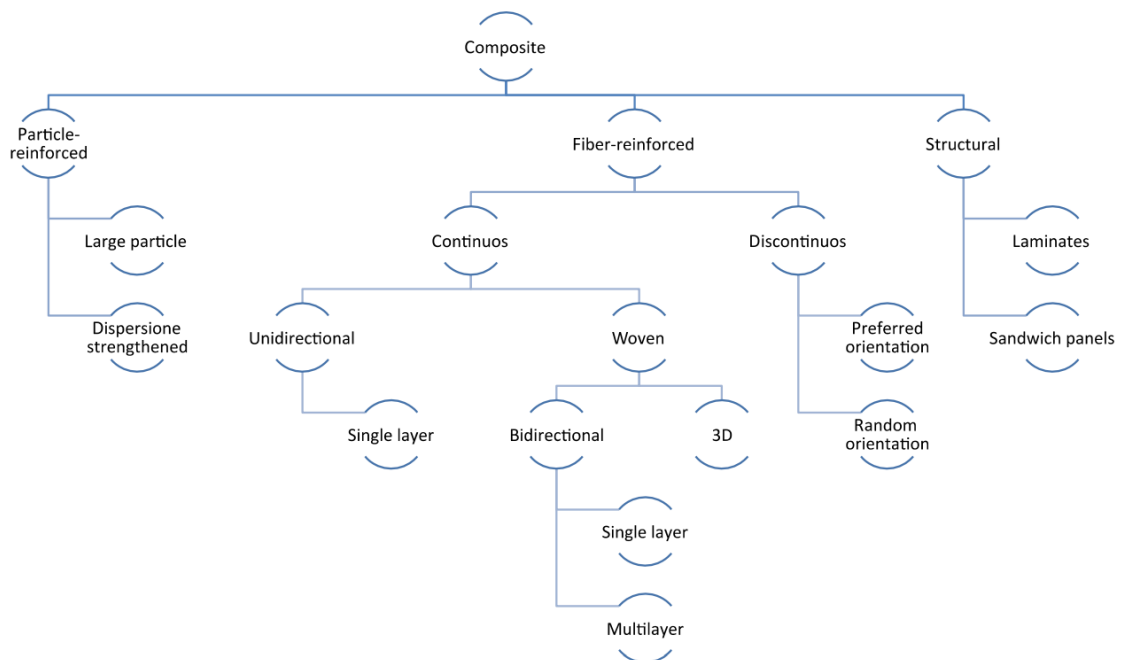 Composite
Particle-
reinforced
Fiber-reinforced
Structural
Large particle
Continuos
Discontinuos
Laminates
Dispersione
strengthened
Unidirectional
Woven
Preferred
orientation
Sandwich panels
Single layer
Bidirectional
3D
Random
orientation
Single layer
Multilayer